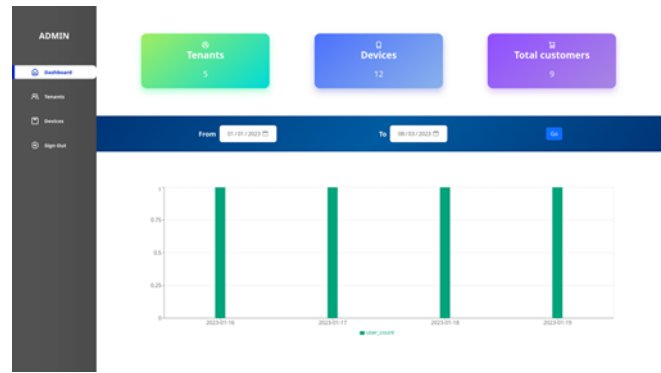 ADMIN
Dashboard
Tenants
Devices
Sign Out
Tenants
5
Devices
12
Total customers
9
From 01/01/2023 To 08/03/2023 Go
1
0.75
0.5
0.25
0
2023-01-16 2023-01-17 2023-01-18 2023-01-19